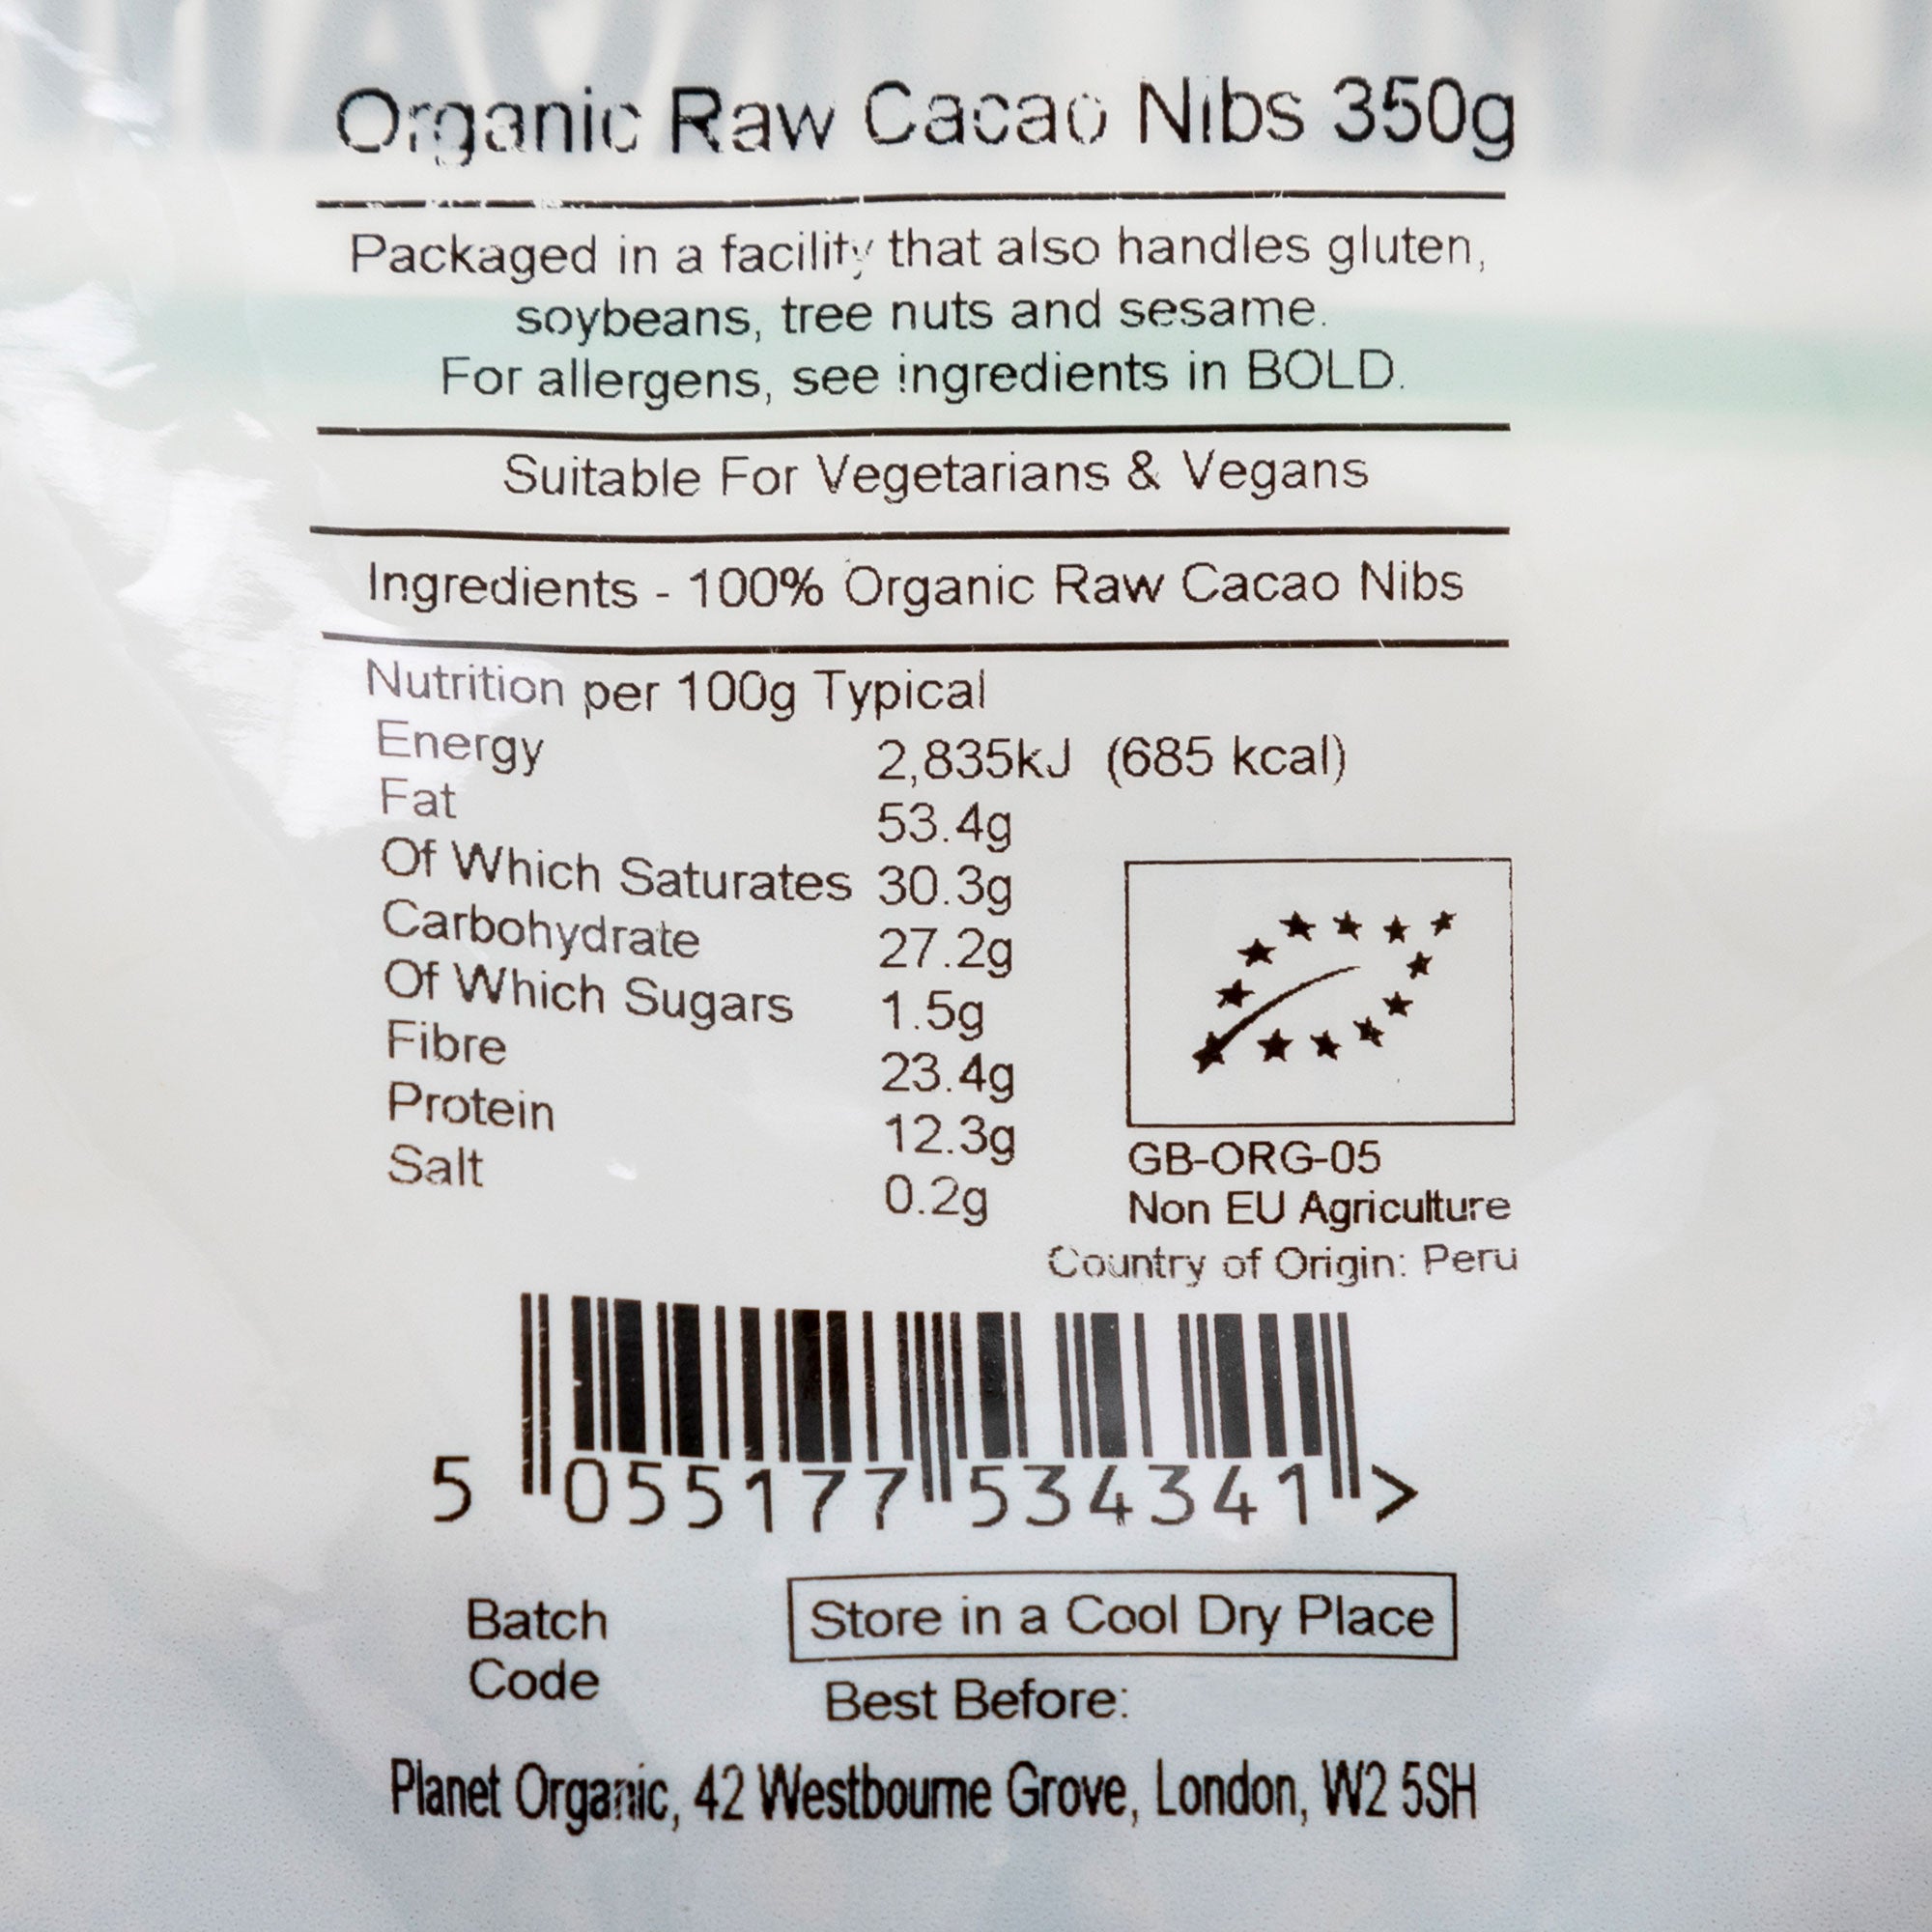 Organic Raw Cacao Nibs 350g
Packaged in a facility that also handles gluten,
soybeans, tree nuts and sesame.
For allergens, see ingredients in BOLD.
Suitable For Vegetarians & Vegans
Ingredients - 100% Organic Raw Cacao Nibs
Nutrition per 100g Typical
Energy 2,835kJ (685 kcal)
Fat 53.4g
Of Which Saturates 30.3g
Carbohydrate 27.2g
Of Which Sugars 1.5g
Fibre 23.4g
Protein 12.3g
Salt 0.2g
GB-ORG-05
Non EU Agriculture
Country of Origin: Peru
5 055177 534341 >
Batch
Code
Store in a Cool Dry Place
Best Before:
Planet Organic, 42 Westbourne Grove, London, W2 5SH